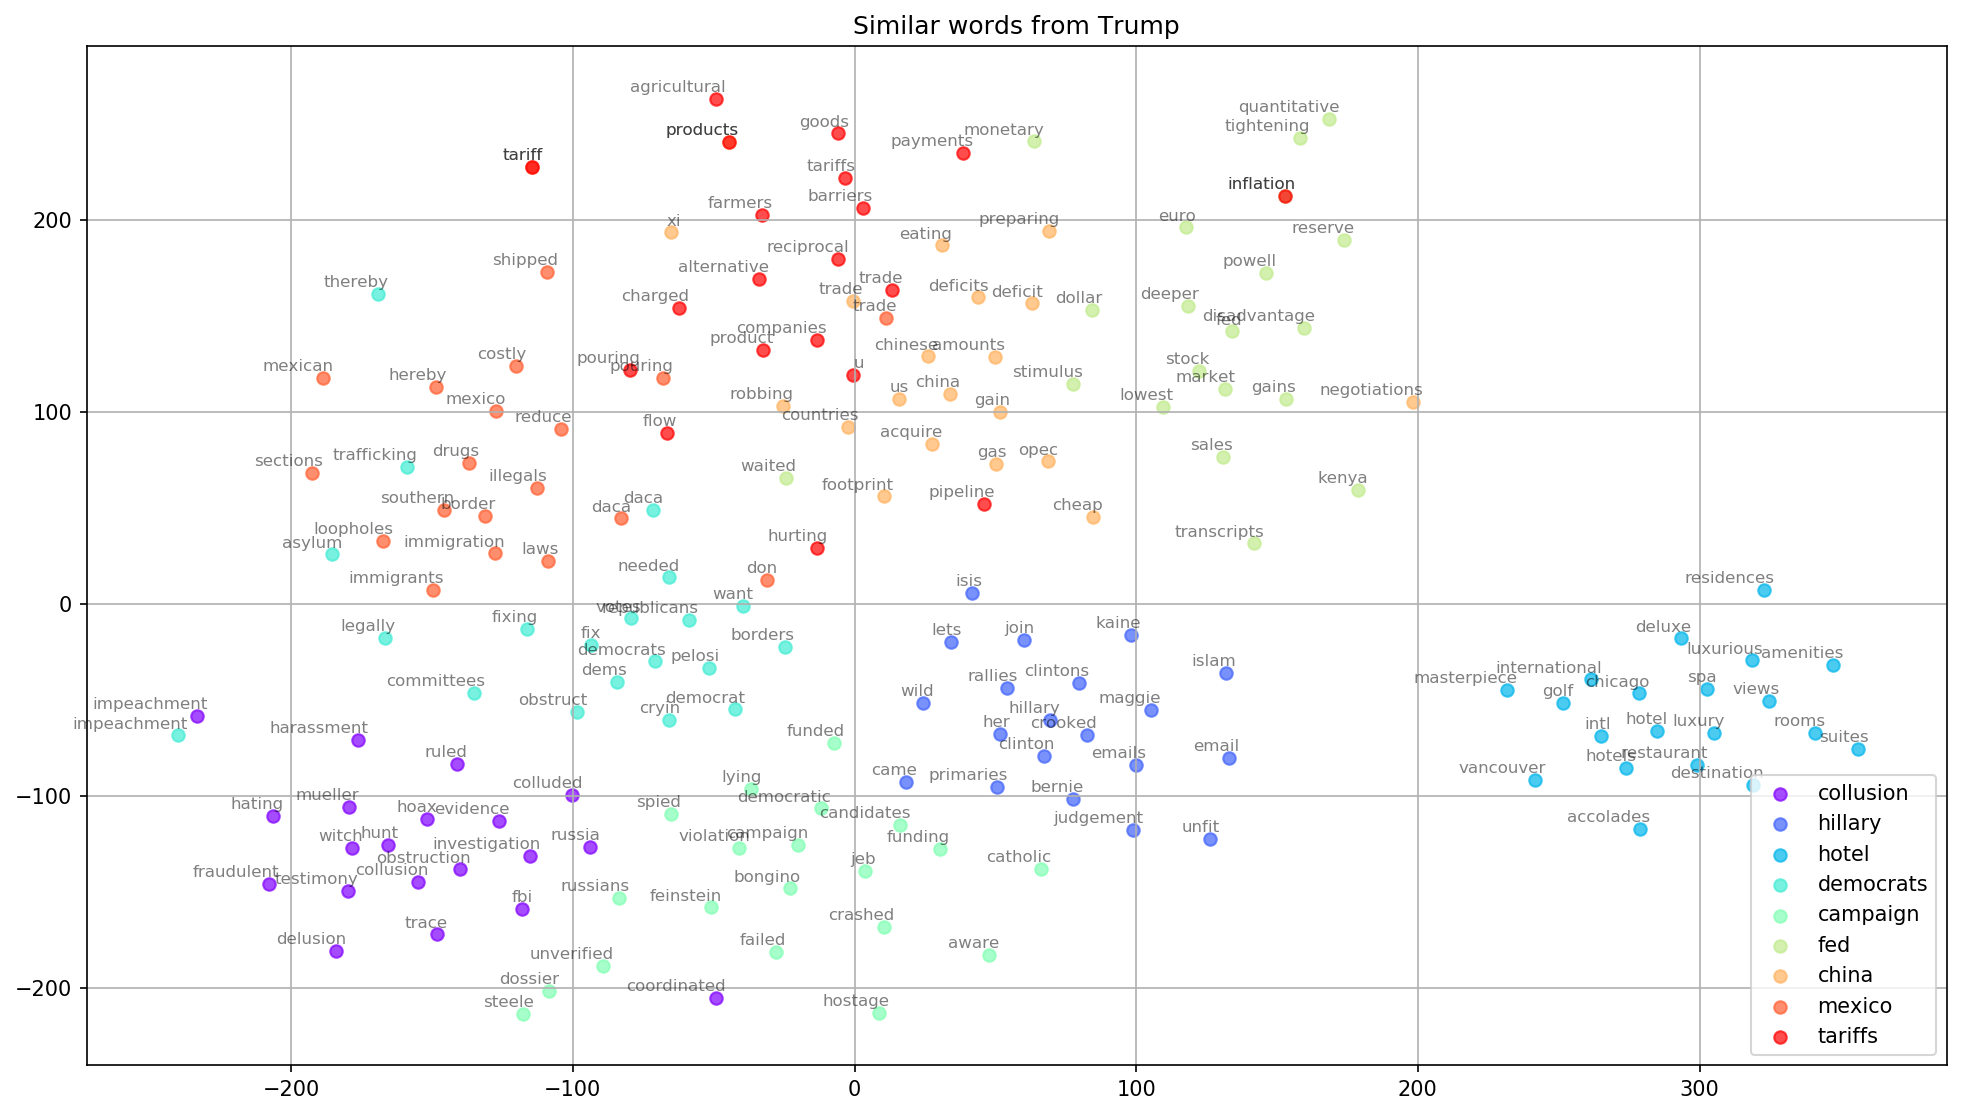 Similar words from Trump
agricultural
quantitative
goods
tightening
products
monetary
payments
tariff
tariffs
inflation
barriers
farmers
xi
preparing
euro
eating
reserve
reciprocal
shipped
alternative
powell
thereby
trade
deficits
trade
charged
deficit
deeper
dollar
trade
disadvantage
fed
companies
product
chinese
amounts
costly
pouring
stock
mexican
pouring
hereby
stimulus
market
us
china
robbing
lowest
gains
negotiations
u
mexico
gain
reduce
countries
flow
acquire
sales
trafficking
drugs
gas
opec
sections
waited
illegals
footprint
pipeline
kenya
southern
border
daca
daca
cheap
loopholes
asylum
immigration
laws
hurting
transcripts
immigrants
needed
don
isis
residences
want
votes
republicans
fixing
legally
lets
join
kaine
deluxe
fix
borders
democrats
pelosi
luxurious
amenities
dems
clintons
islam
international
masterpiece
committees
rallies
golf
chicago
spa
views
impeachment
obstruct
cryin
democrat
wild
hillary
maggie
impeachment
harassment
funded
her
crooked
intl
hotel
luxury
rooms
suites
ruled
clinton
emails
email
hotels
restaurant
colluded
lying
came
primaries
vancouver
destination
mueller
hating
hoax
evidence
spied
democratic
bernie
candidates
judgement
unfit
accolades
witch
hunt
investigation
russia
violation
campaign
funding
obstruction
collusion
jeb
catholic
fraudulent
testimony
fbi
russians
feinstein
bongino
trace
crashed
delusion
unverified
failed
aware
dossier
coordinated
steele
hostage
200
100
0
−100
−200
−200
−100
0
100
200
300
collusion
hillary
hotel
democrats
campaign
fed
china
mexico
tariffs